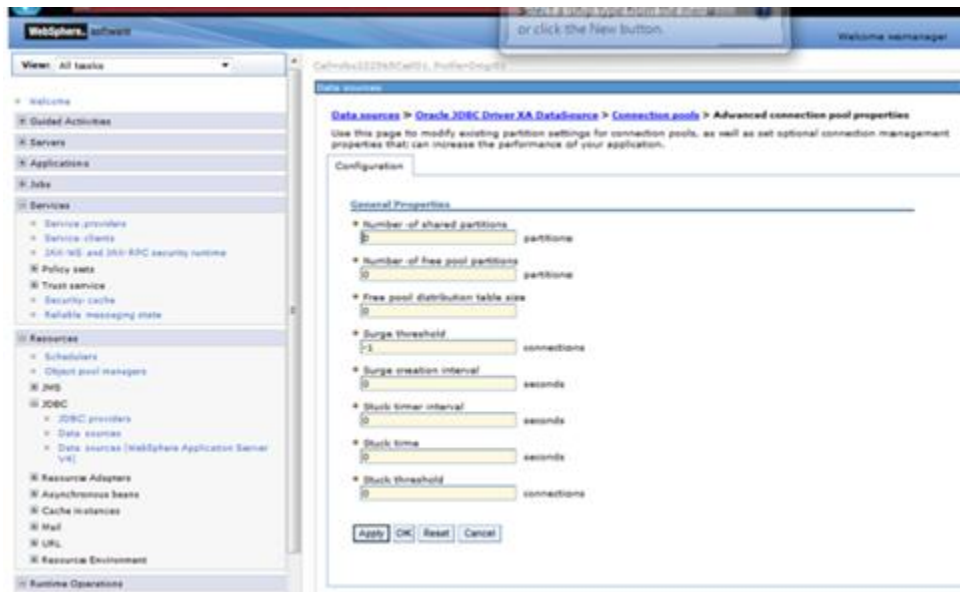 Select a snip type from the menu
or click the New button.
WebSphere. software
Welcome wsmanager
View: All tasks
Welcome
Guided Activities
Servers
Applications
Jobs
Services
Service providers
Service clients
JAX-WS and JAX-RPC security runtime
Policy sets
Trust service
Security cache
Reliable messaging state
Resources
Schedulers
Object pool managers
JMS
JDBC
JDBC providers
Data sources
Data sources (WebSphere Application Server
V4)
Resource Adapters
Asynchronous beans
Cache instances
Mail
URL
Resource Environment
Runtime Operations
Data sources
Data sources > Oracle JDBC Driver XA DataSource > Connection pools > Advanced connection pool properties
Use this page to modify existing partition settings for connection pools, as well as set optional connection management
properties that can increase the performance of your application.
Configuration
General Properties
* Number of shared partitions
0 partitions
* Number of free pool partitions
0 partitions
* Free pool distribution table size
0
* Surge threshold
-1 connections
* Surge creation interval
0 seconds
* Stuck timer interval
0 seconds
* Stuck time
0 seconds
* Stuck threshold
0 connections
Apply OK Reset Cancel